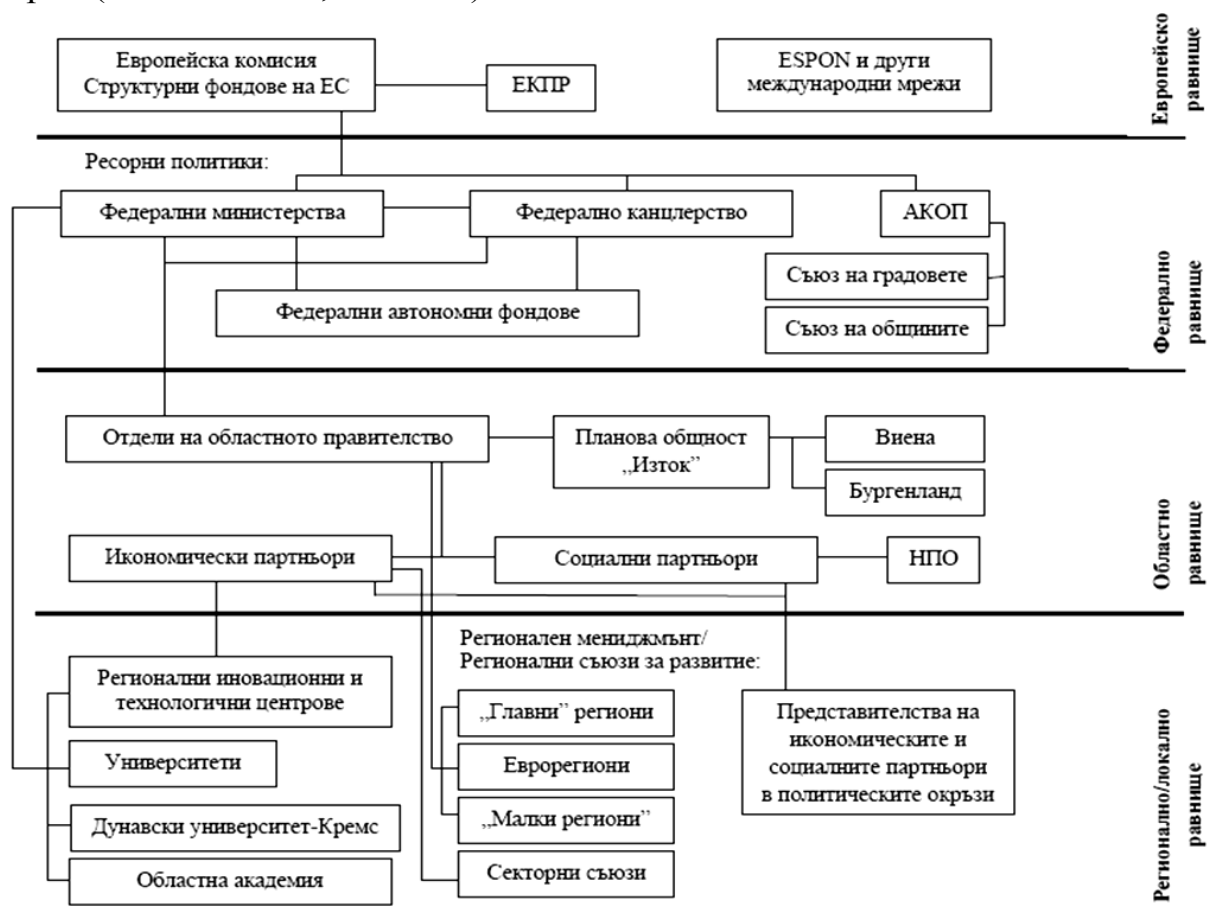 Европейска комисия
Структурни фондове на ЕС
ЕКПР
ESPON и други
международни мрежи
Европейско
равнище
Ресорни политики:
Федерални министерства
Федерално канцлерство
АКОП
Съюз на градовете
Федерални автономни фондове
Съюз на общините
Федерално
равнище
Отдели на областното правителство
Планова общност
„Изток”
Виена
Бургенланд
Икономически партньори
Социални партньори
НПО
Областно
равнище
Регионален мениджмънт/
Регионални съюзи за развитие:
Регионални иновационни и
технологични центрове
Университети
Дунавски университет-Кремс
Областна академия
„Главни” региони
Еврорегиони
„Малки региони”
Секторни съюзи
Представителства на
икономическите и
социалните партньори
в политическите окръзи
Регионално/локално
равнище